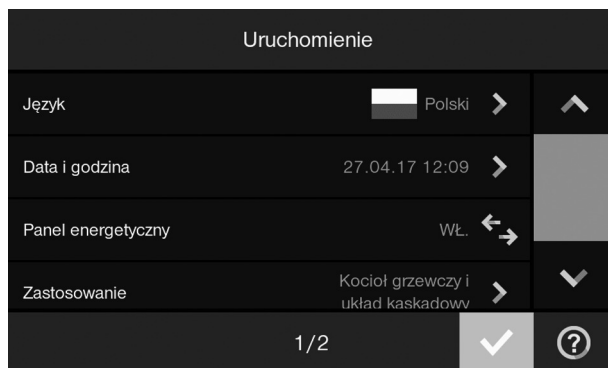 Uruchomienie
Język Polski
Data i godzina 27.04.17 12:09
Panel energetyczny WŁ.
Zastosowanie Kocioł grzewczy i
układ kaskadowy
1/2 ?